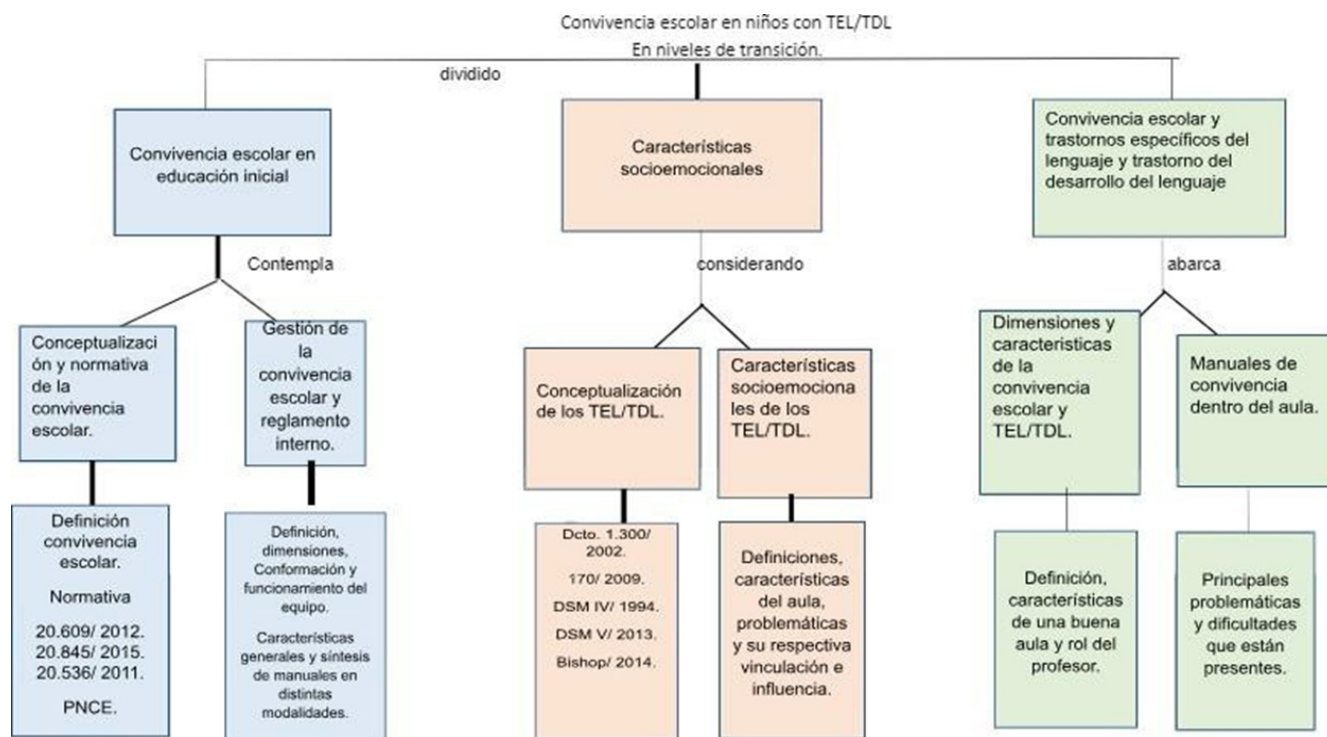 Convivencia escolar en niños con TEL/TDL
En niveles de transición.
dividido
Convivencia escolar en
educación inicial
Características
socioemocionales
Convivencia escolar y
trastornos específicos del
lenguaje y trastorno del
desarrollo del lenguaje
Contempla
considerando
abarca
Conceptualizaci
ón y normativa
de la
convivencia
escolar.
Gestión de
la
convivencia
escolar y
reglamento
interno.
Conceptualización
de los TEL/TDL.
Características
socioemociona
les de los
TEL/TDL.
Dimensiones y
características
de la
convivencia
escolar y
TEL/TDL.
Manuales de
convivencia
dentro del aula.
Definición
convivencia
escolar.
Normativa
20.609/ 2012.
20.845/ 2015.
20.536/ 2011.
PNCE.
Definición,
dimensiones,
Conformación y
funcionamiento del
equipo.
Características
generales y síntesis
de manuales en
distintas
modalidades.
Dcto. 1.300/
2002.
170/ 2009.
DSM IV/ 1994.
DSM V/ 2013.
Bishop/ 2014.
Definiciones,
características
del aula,
problemáticas
y su respectiva
vinculación e
influencia.
Definición,
características
de una buena
aula y rol del
profesor.
Principales
problemáticas
y dificultades
que están
presentes.